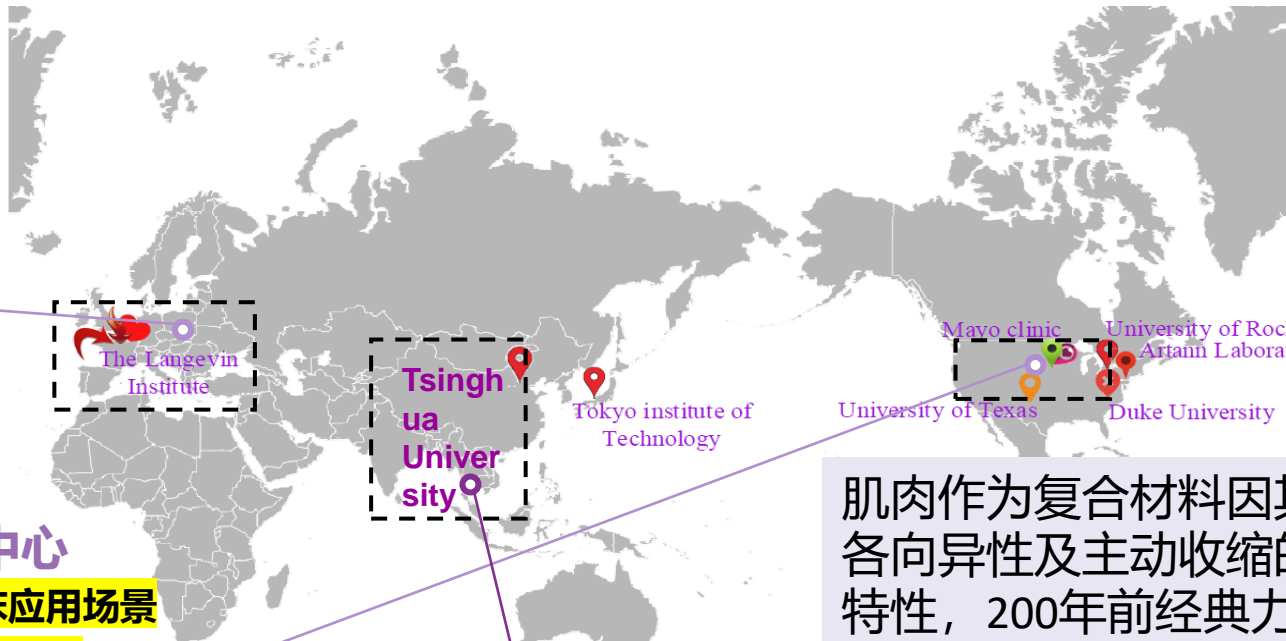 Mayo clinic
University of Roc
Artann Labora
The Langevin
Institute
Tsingh
ua
Univer
sity
Tokyo institute of
Technology
University of Texas
Duke University
中心
应用场景
肌肉作为复合材料因其
各向异性及主动收缩的
特性，200年前经典力